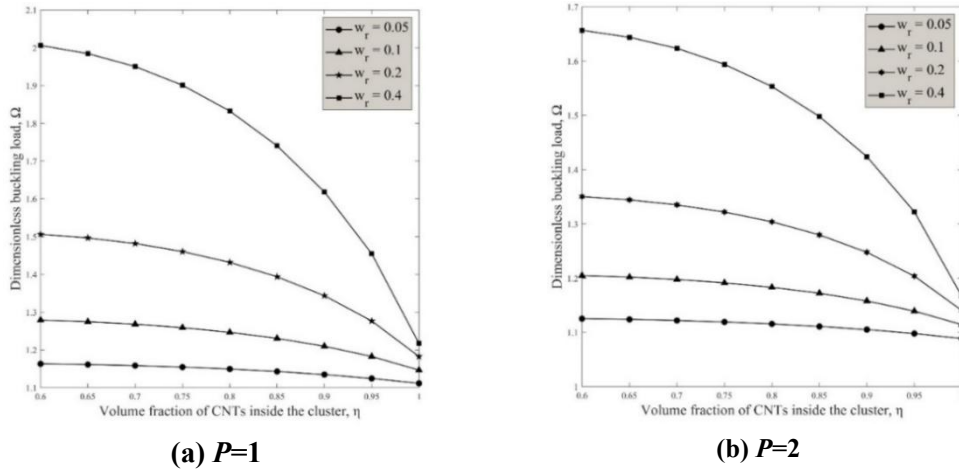 2.1
2
1.9
1.8
1.7
1.6
1.5
1.4
1.3
1.2
1.1
Dimensionless buckling load, Ω
w_r = 0.05
w_r = 0.1
w_r = 0.2
w_r = 0.4
0.6 0.65 0.7 0.75 0.8 0.85 0.9 0.95 1
Volume fraction of CNTs inside the cluster, η
(a) P=1
1.7
1.6
1.5
1.4
1.3
1.2
1.1
1
Dimensionless buckling load, Ω
w_r = 0.05
w_r = 0.1
w_r = 0.2
w_r = 0.4
0.6 0.65 0.7 0.75 0.8 0.85 0.9 0.95
Volume fraction of CNTs inside the cluster, η
(b) P=2